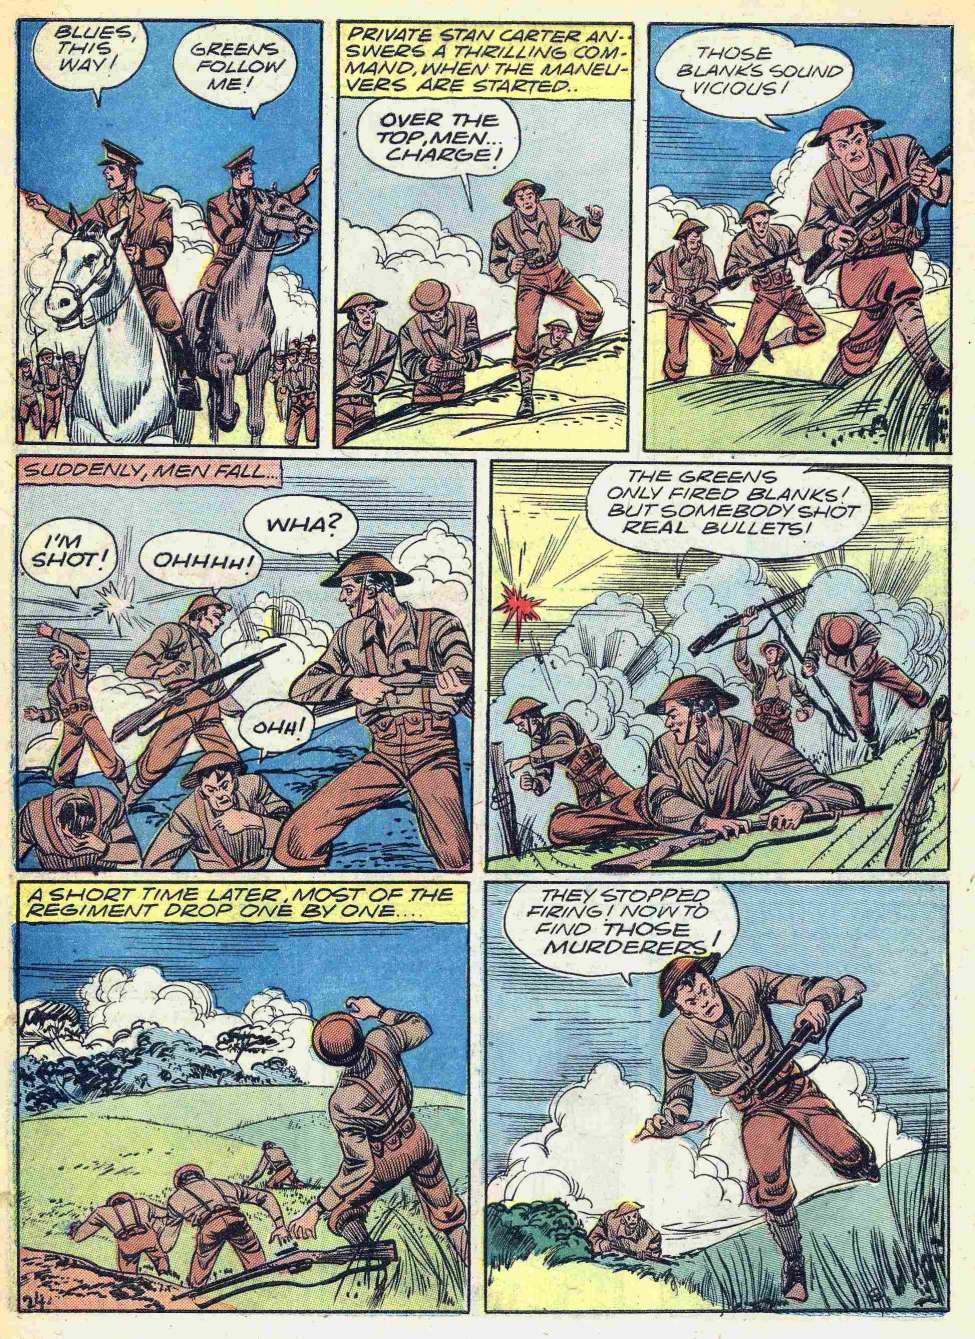 BLUES,
THIS
WAY!
GREENS
FOLLOW
ME!
PRIVATE STAN CARTER AN-
SWERS A THRILLING COM-
MAND, WHEN THE MANEU-
VERS ARE STARTED..
OVER THE
TOP, MEN...
CHARGE!
THOSE
BLANK'S SOUND
VICIOUS!
SUDDENLY, MEN FALL...
I'M
SHOT!
OHHHH!
WHA?
OHH!
THE GREENS
ONLY FIRED BLANKS!
BUT SOMEBODY SHOT
REAL BULLETS!
A SHORT TIME LATER, MOST OF THE
REGIMENT DROP ONE BY ONE....
THEY STOPPED
FIRING! NOW TO
FIND THOSE
MURDERERS!
24